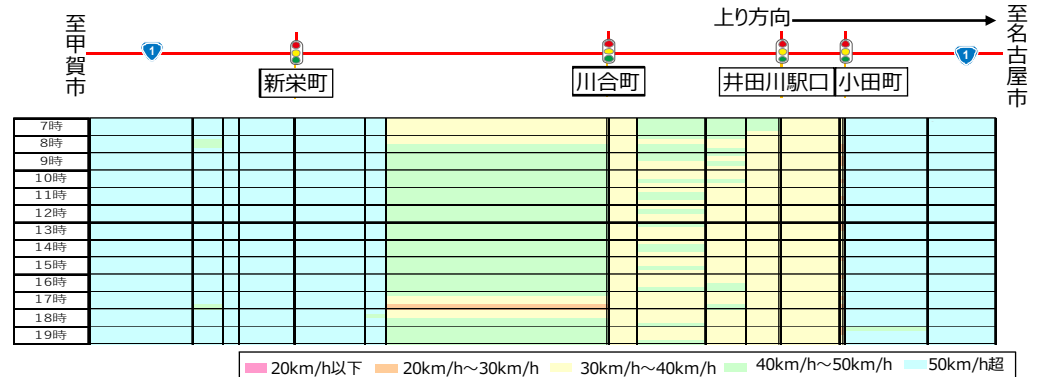 上り方向
至甲賀市
至名古屋市
1
1
新栄町
川合町
井田川駅口
小田町
7時
8時
9時
10時
11時
12時
13時
14時
15時
16時
17時
18時
19時
20km/h以下 20km/h～30km/h 30km/h～40km/h 40km/h～50km/h 50km/h超